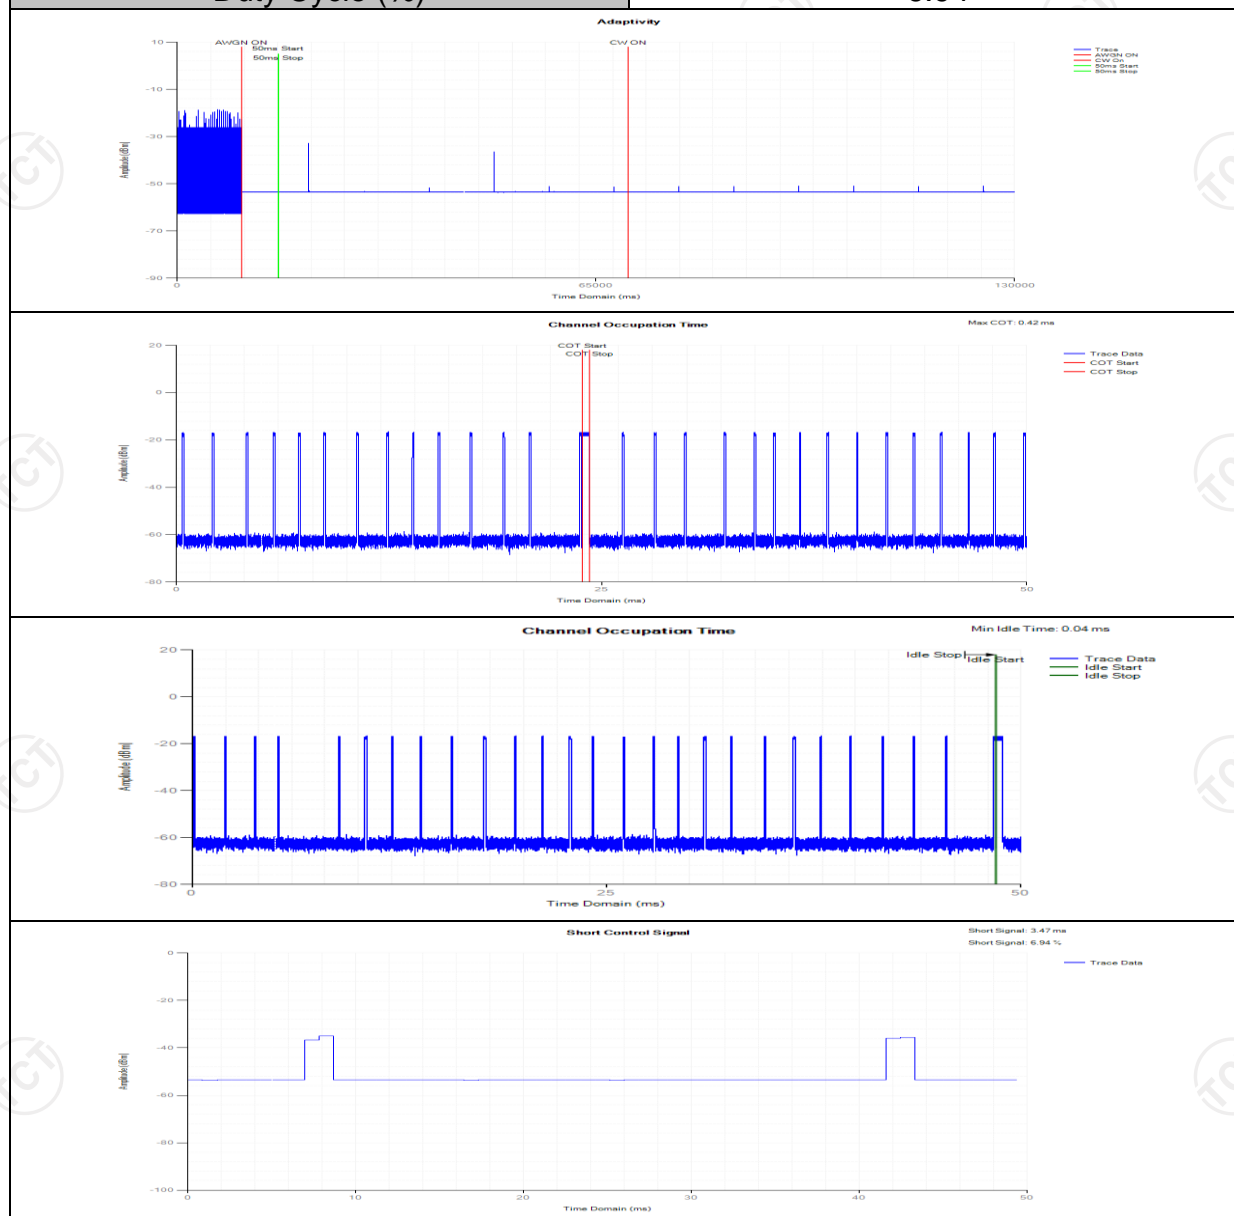 Duty Cycle (%)
Adaptivity
AWGN ON
50ms Start
50ms Stop
CW ON
Trace
AWGN ON
CW On
50ms Start
50ms Stop
10
-10
-30
-50
-70
-90
Amplitude (dBm)
0 65000 130000
Time Domain (ms)
Channel Occupation Time
Max COT: 0.42 ms
COT Start
COT Stop
Trace Data
COT Start
COT Stop
20
0
-20
-40
-60
-80
Amplitude (dBm)
0 25 50
Time Domain (ms)
Channel Occupation Time
Min Idle Time: 0.04 ms
Idle Stop
Idle Start
Trace Data
Idle Start
Idle Stop
20
0
-20
-40
-60
-80
Amplitude (dBm)
0 25 50
Time Domain (ms)
Short Control Signal
Short Signal: 3.47 ms
Short Signal: 6.94 %
Trace Data
0
-20
-40
-60
-80
-100
Amplitude (dBm)
0 10 20 30 40 50
Time Domain (ms)
TCT